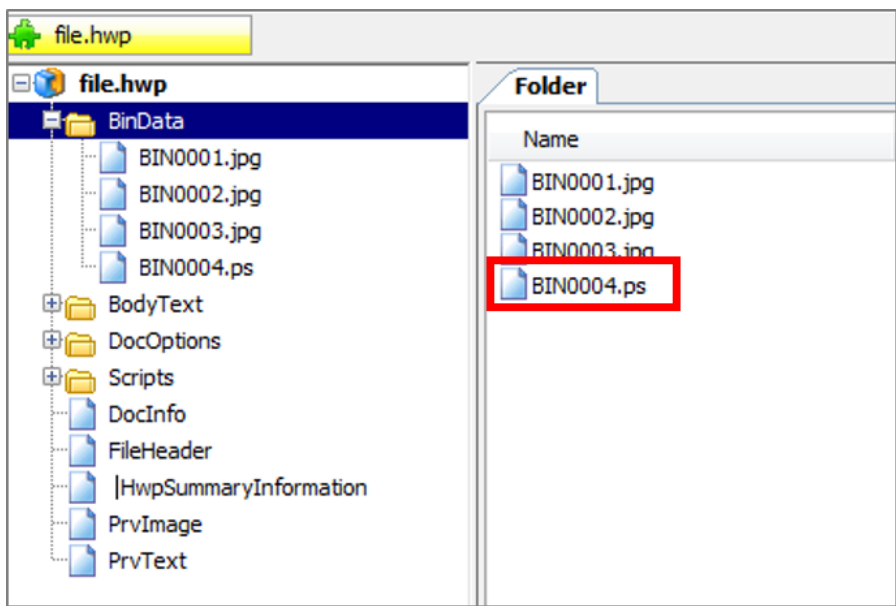 file.hwp
file.hwp
BinData
BIN0001.jpg
BIN0002.jpg
BIN0003.jpg
BIN0004.ps
BodyText
DocOptions
Scripts
DocInfo
FileHeader
|HwpSummaryInformation
PrvImage
PrvText
Folder
Name
BIN0001.jpg
BIN0002.jpg
BIN0003.jpg
BIN0004.ps